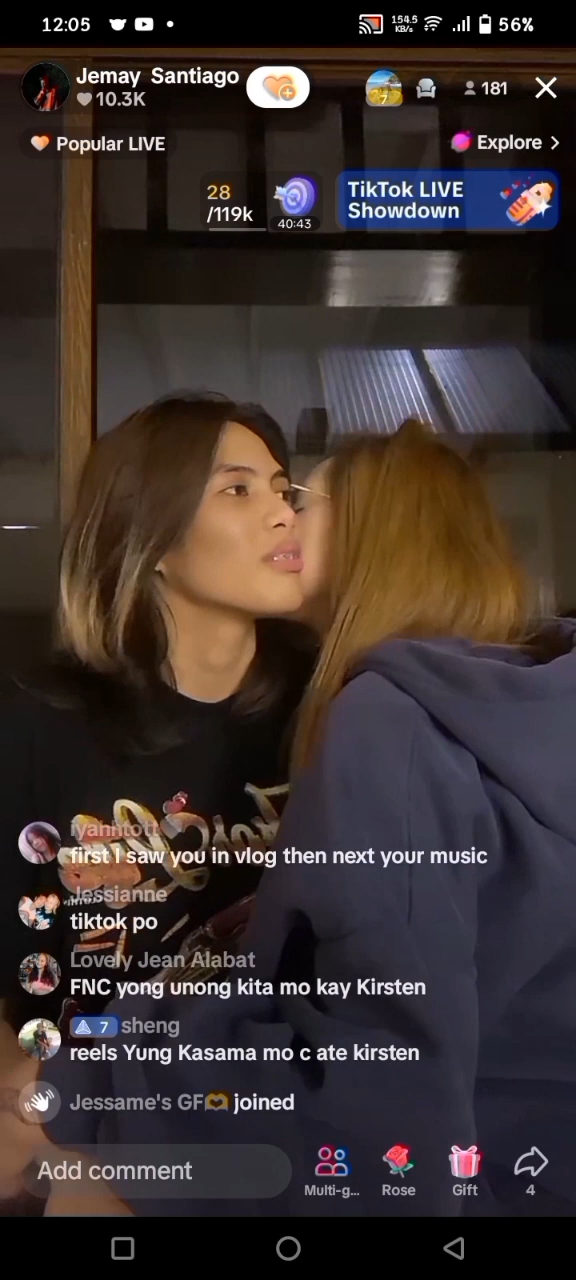 12:05
154.5
KB/s
56%
Jemay Santiago
10.3K
7
181
Popular LIVE
Explore
28
/119k
40:43
TikTok LIVE
Showdown
iyahhtott
first I saw you in vlog then next your music
Jessianne
tiktok po
Lovely Jean Alabat
FNC yong unong kita mo kay Kirsten
7 sheng
reels Yung Kasama mo c ate kirsten
Jessame's GF🫶 joined
Add comment
Multi-g...
Rose
Gift
4